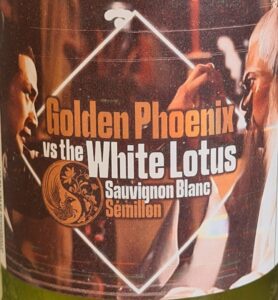 Golden Phoenix
vs the White Lotus
Sauvignon Blanc
Sémillon